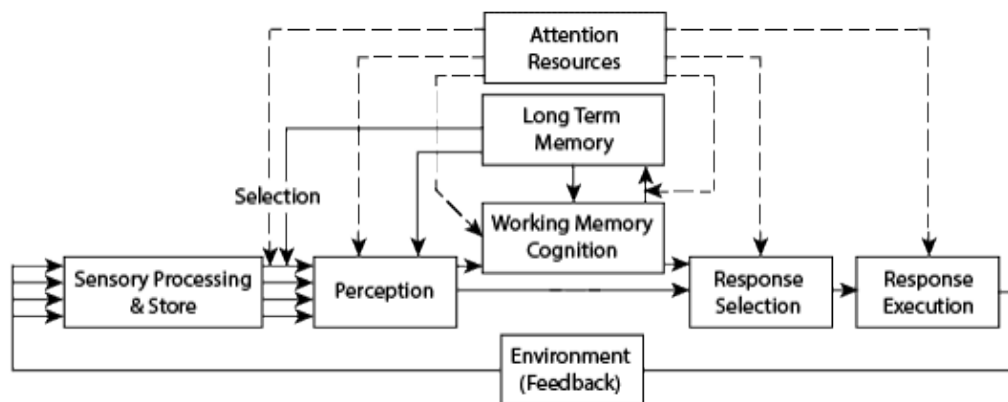 Attention
Resources
Long Term
Memory
Selection
Working Memory
Cognition
Sensory Processing
& Store
Perception
Response
Selection
Response
Execution
Environment
(Feedback)